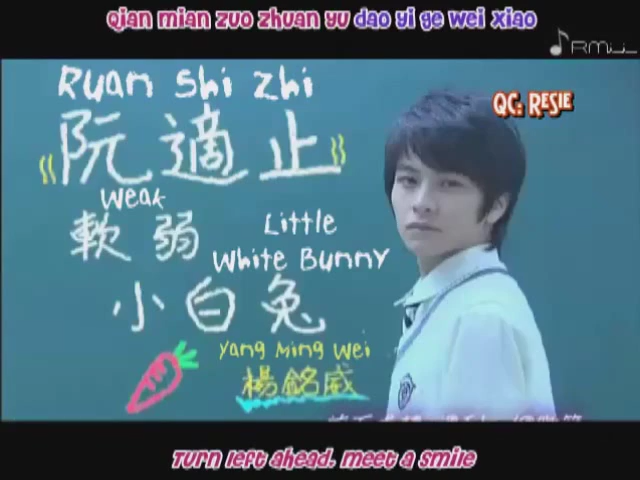 Qian mian zuo zhuan yu dao yi ge wei xiao
QC: Resie
Ruan shi zhi
阮適止
Weak
軟弱
Little
White Bunny
小白兔
Yang Ming Wei
楊銘威
Turn left ahead. meet a smile